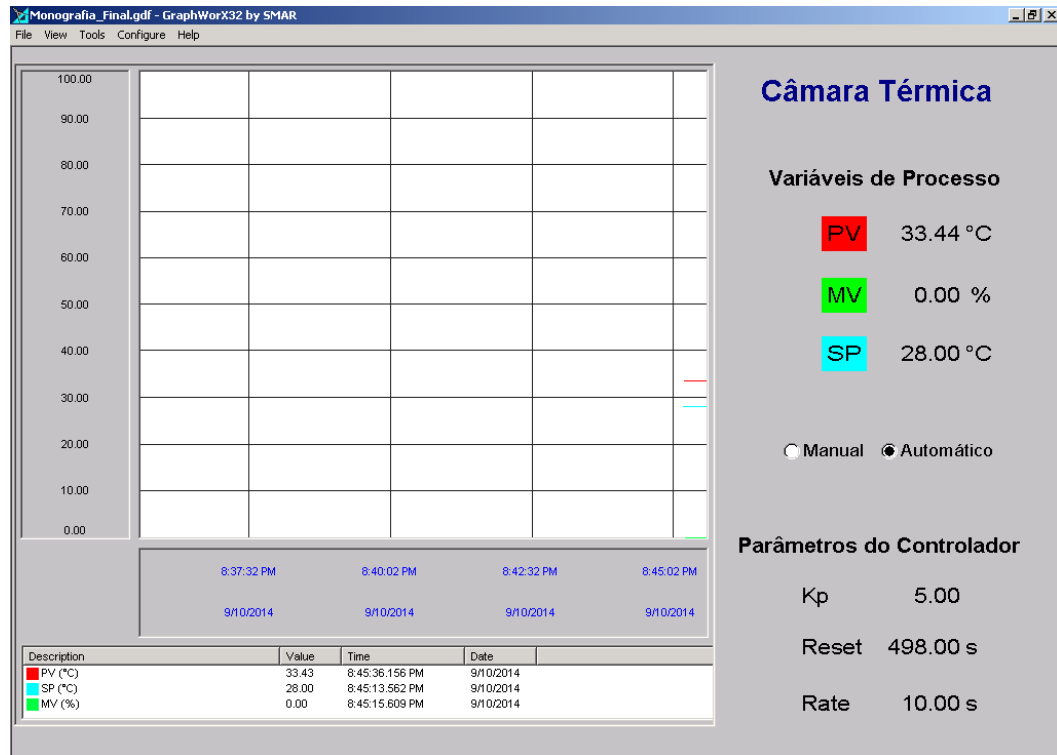 Monografia_Final.gdf - GraphWorX32 by SMAR
File View Tools Configure Help
100.00
90.00
80.00
70.00
60.00
50.00
40.00
30.00
20.00
10.00
0.00
8:37:32 PM 8:40:02 PM 8:42:32 PM 8:45:02 PM
9/10/2014 9/10/2014 9/10/2014 9/10/2014
Description Value Time Date
PV (°C) 33.43 8:45:36.156 PM 9/10/2014
SP (°C) 28.00 8:45:13.562 PM 9/10/2014
MV (%) 0.00 8:45:15.609 PM 9/10/2014
Câmara Térmica
Variáveis de Processo
PV 33.44 °C
MV 0.00 %
SP 28.00 °C
Manual Automático
Parâmetros do Controlador
Kp 5.00
Reset 498.00 s
Rate 10.00 s